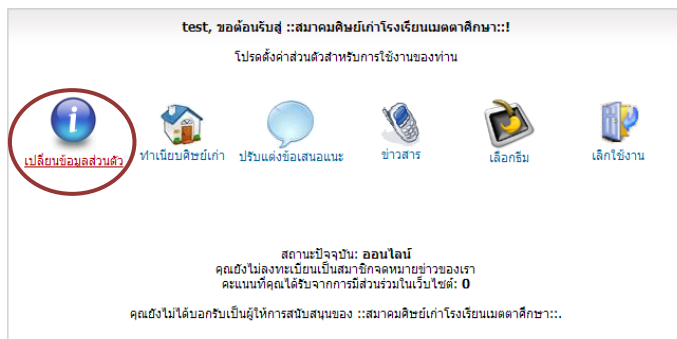 test, ขอต้อนรับสู่ ::สมาคมศิษย์เก่าโรงเรียนเมตตาศึกษา::!
โปรดตั้งค่าส่วนตัวสำหรับการใช้งานของท่าน
เปลี่ยนข้อมูลส่วนตัว ทำเนียบศิษย์เก่า ปรับแต่งข้อเสนอแนะ ข่าวสาร เลือกธีม เลิกใช้งาน
สถานะปัจจุบัน: ออนไลน์
คุณยังไม่ลงทะเบียนเป็นสมาชิกจดหมายข่าวของเรา
คะแนนที่คุณได้รับจากการมีส่วนร่วมในเว็บไซต์: 0
คุณยังไม่ได้บอกรับเป็นผู้ให้การสนับสนุนของ ::สมาคมศิษย์เก่าโรงเรียนเมตตาศึกษา::.